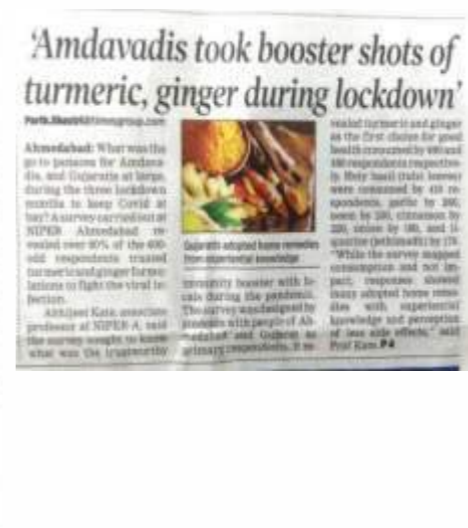 'Amdavadis took booster shots of
turmeric, ginger during lockdown'
Parth.Shastri@timesgroup.com
Ahmedabad: What was the
go to panacea for Amdava-
dis, and Gujaratis at large,
during the three lockdown
months to keep Covid at
bay? A survey carried out at
NIPER Ahmedabad re-
vealed over 90% of the
odd respondents trusted
turmeric and ginger formu-
lations to fight the viral in-
fection.
Abhijeet Kate, associate
professor at NIPER-A, said
the survey sought to know
what was the trustworthy
Gujaratis adopted home remedies
from experiential knowledge
immunity booster with lo-
cals during the pandemic.
The survey was designed by
students with people of Ah-
medabad and Gujarat as
primary respondents. It re-
vealed turmeric and ginger
as the first choice for good
health consumed by and
respondents respective-
ly. Holy basil (tulsi leaves)
were consumed by re-
spondents, garlic by
neem by cinnamon by
onion by and li-
quorice (jethimadh) by
"While the survey mapped
consumption and not im-
pact, responses showed
many adopted home reme-
dies with experiential
knowledge and perception
of less side effects," said
Prof Kate. P4